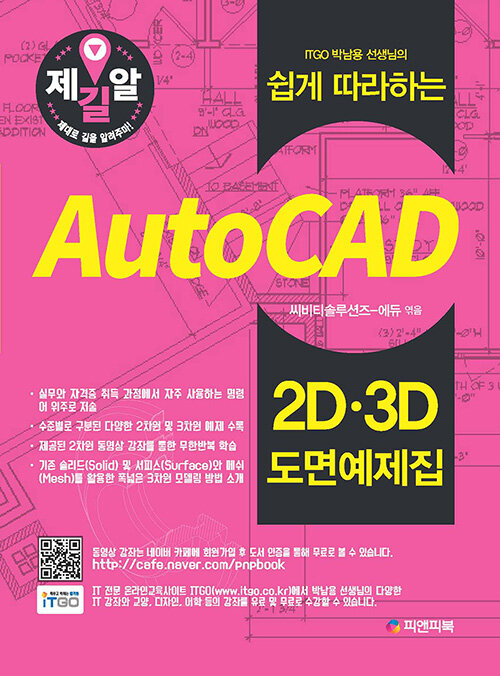 제
길
알
제대로 길을 알려주마!
ITGO 박남용 선생님의
쉽게 따라하는
AutoCAD
씨비티솔루션즈-에듀 엮음
2D·3D
도면예제집
• 실무와 자격증 취득 과정에서 자주 사용하는 명령
어 위주로 저술
• 수준별로 구분된 다양한 2차원 및 3차원 예제 수록
• 제공된 2차원 동영상 강좌를 통한 무한반복 학습
• 기존 솔리드(Solid) 및 서피스(Surface)와 메쉬
(Mesh)를 활용한 폭넓은 3차원 모델링 방법 소개
동영상 강좌는 네이버 카페에 회원가입 후 도서 인증을 통해 무료로 볼 수 있습니다.
http://cafe.naver.com/pnpbook
ITGO
IT 전문 온라인교육사이트 ITGO(www.itgo.co.kr)에서 박남용 선생님의 다양한
IT 강좌와 교양, 디자인, 어학 등의 강좌를 유료 및 무료로 수강할 수 있습니다.
피앤피북
TO BASEMENT
PLATFORM
FLOOR
ADDITION
2'-1 3/4"